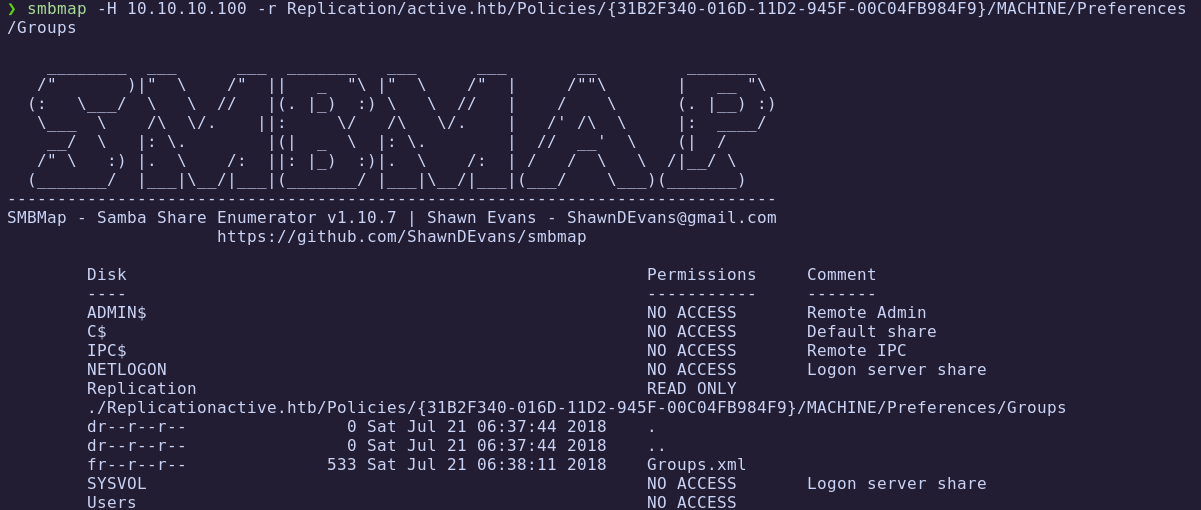 ❯ smbmap -H 10.10.10.100 -r Replication/active.htb/Policies/{31B2F340-016D-11D2-945F-00C04FB984F9}/MACHINE/Preferences
/Groups
SMBMAP
-----------------------------------------------------------------------------
SMBMap - Samba Share Enumerator v1.10.7 | Shawn Evans - ShawnDEvans@gmail.com
https://github.com/ShawnDEvans/smbmap
Disk Permissions Comment
---- ----------- -------
ADMIN$ NO ACCESS Remote Admin
C$ NO ACCESS Default share
IPC$ NO ACCESS Remote IPC
NETLOGON NO ACCESS Logon server share
Replication READ ONLY
./Replicationactive.htb/Policies/{31B2F340-016D-11D2-945F-00C04FB984F9}/MACHINE/Preferences/Groups
dr--r--r-- 0 Sat Jul 21 06:37:44 2018 .
dr--r--r-- 0 Sat Jul 21 06:37:44 2018 ..
fr--r--r-- 533 Sat Jul 21 06:38:11 2018 Groups.xml
SYSVOL NO ACCESS Logon server share
Users NO ACCESS